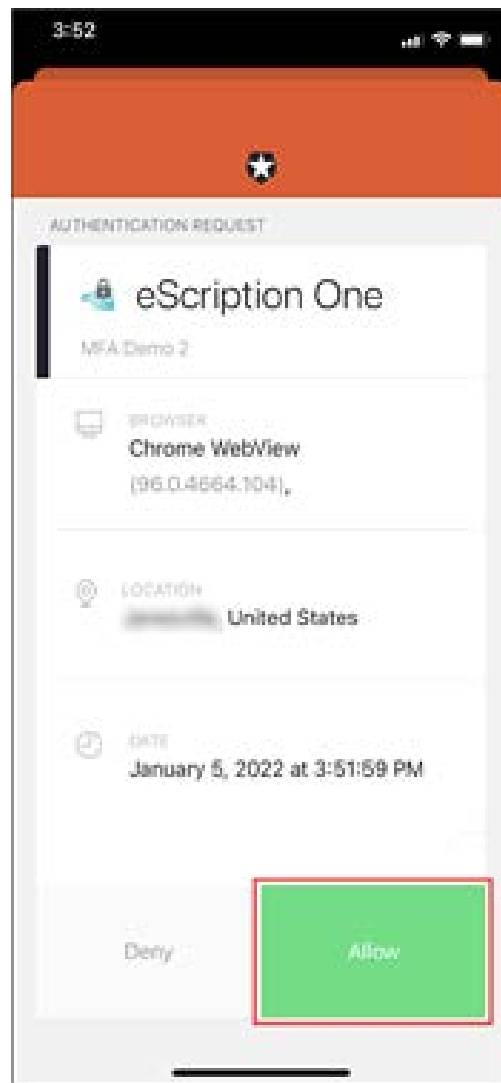 3:52
AUTHENTICATION REQUEST
eScription One
MFA Demo 2
BROWSER
Chrome WebView
(96.0.4664.104),
LOCATION
, United States
DATE
January 5, 2022 at 3:51:59 PM
Deny
Allow